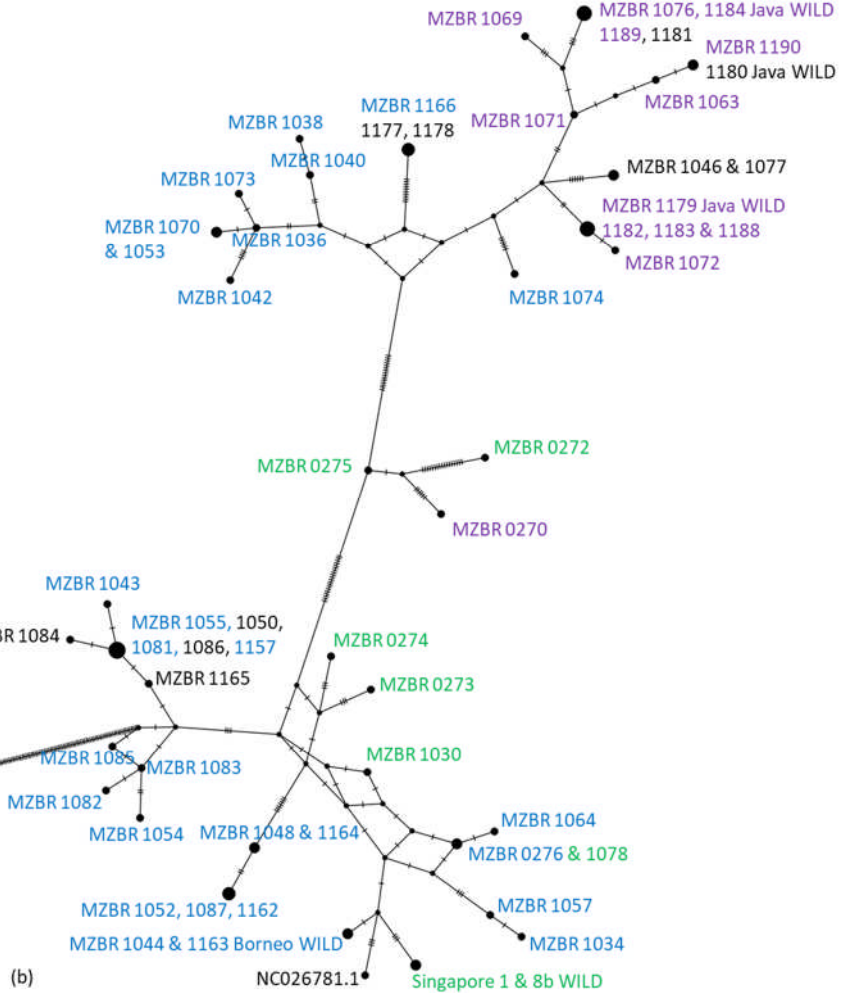 MZBR 1069
MZBR 1076, 1184 Java WILD
1189, 1181
MZBR 1190
1180 Java WILD
MZBR 1063
MZBR 1071
MZBR 1166
1177, 1178
MZBR 1038
MZBR 1040
MZBR 1073
MZBR 1070
& 1053
MZBR 1036
MZBR 1042
MZBR 1046 & 1077
MZBR 1179 Java WILD
1182, 1183 & 1188
MZBR 1072
MZBR 1074
MZBR 0275
MZBR 0272
MZBR 0270
MZBR 1043
BR 1084
MZBR 1055, 1050,
1081, 1086, 1157
MZBR 1165
MZBR 0274
MZBR 0273
MZBR 1085
MZBR 1083
MZBR 1082
MZBR 1054
MZBR 1030
MZBR 1048 & 1164
MZBR 1064
MZBR 0276 & 1078
MZBR 1052, 1087, 1162
MZBR 1057
MZBR 1034
MZBR 1044 & 1163 Borneo WILD
NC026781.1
Singapore 1 & 8b WILD
(b)